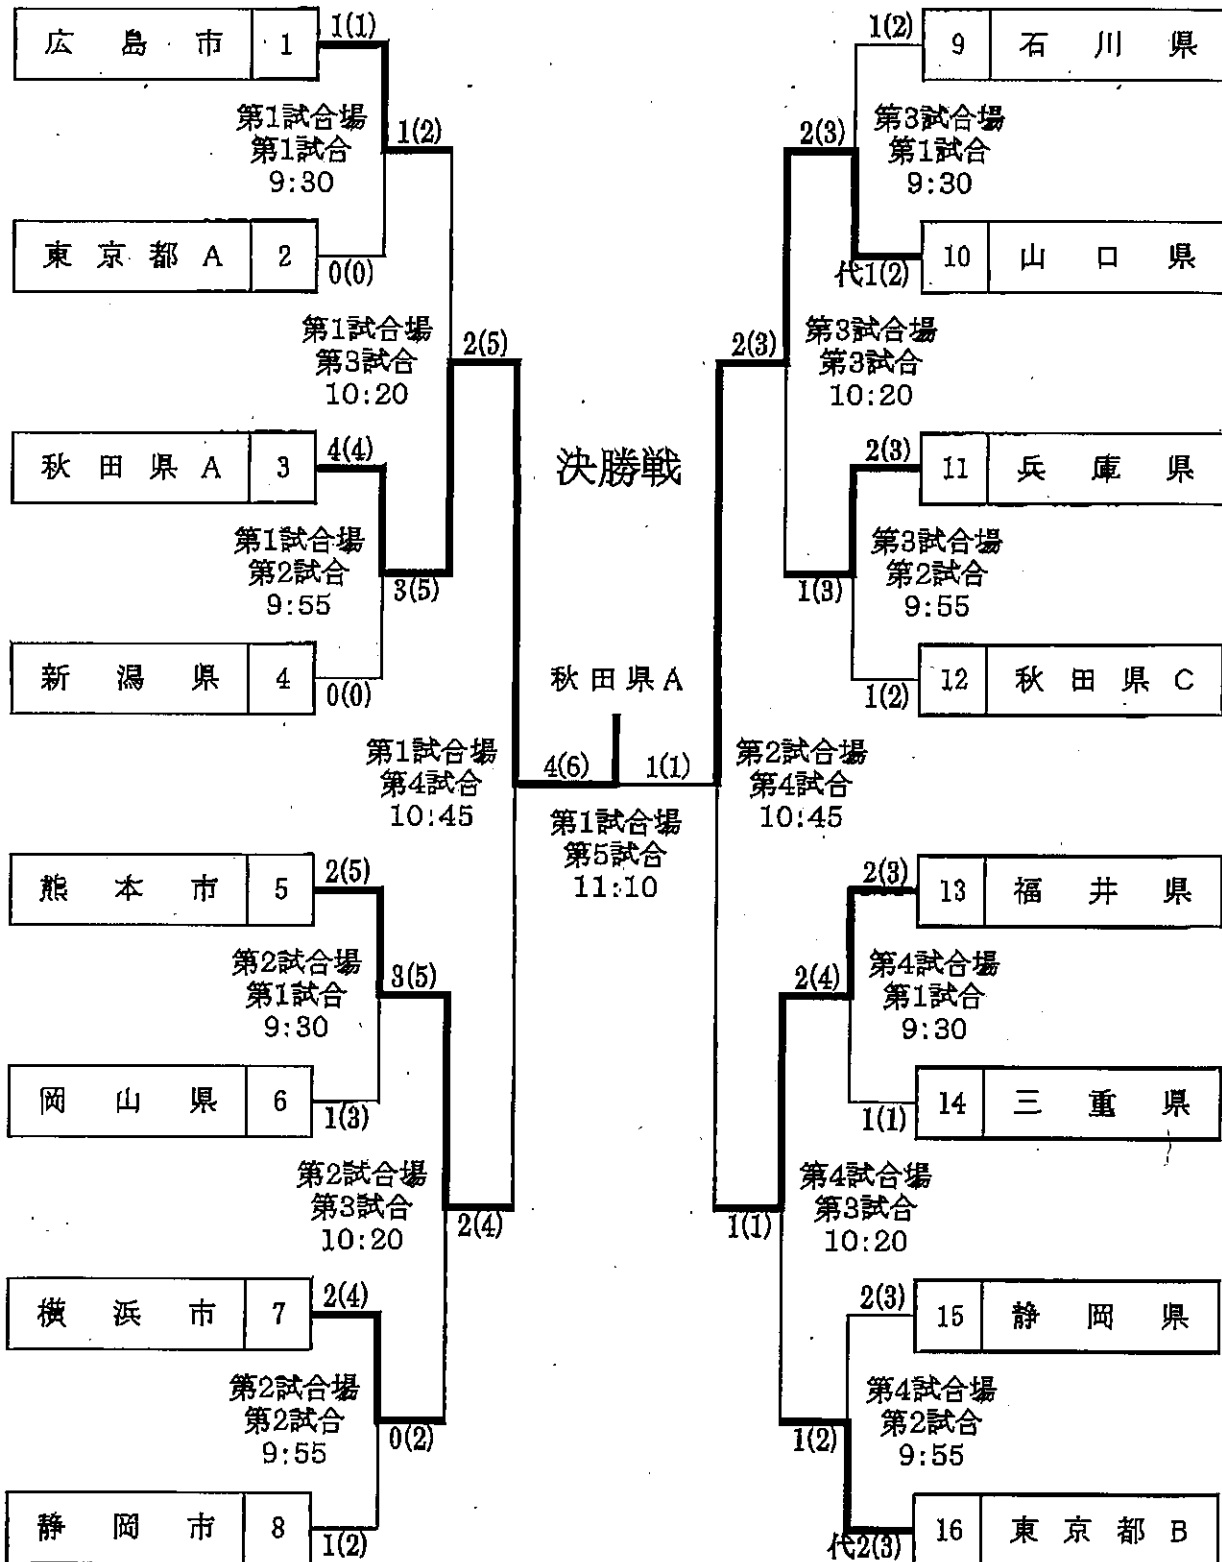 広島市 1 1(1)
第1試合場
第1試合
9:30
1(2)
東京都A 2 0(0)
第1試合場
第3試合
10:20
2(5)
秋田県A 3 4(4)
第1試合場
第2試合
9:55
3(5)
新潟県 4 0(0)
第1試合場
第4試合
10:45
熊本市 5 2(5)
第2試合場
第1試合
9:30
3(5)
岡山県 6 1(3)
第2試合場
第3試合
10:20
2(4)
横浜市 7 2(4)
第2試合場
第2試合
9:55
0(2)
静岡市 8 1(2)
決勝戦
秋田県A
4(6) 1(1)
第1試合場
第5試合
11:10
1(2) 9 石川県
2(3)
第3試合場
第1試合
9:30
代1(2) 10 山口県
2(3)
第3試合場
第3試合
10:20
2(3) 11 兵庫県
第3試合場
第2試合
9:55
1(3)
1(2) 12 秋田県C
第2試合場
第4試合
10:45
2(3) 13 福井県
2(4)
第4試合場
第1試合
9:30
1(1) 14 三重県
第4試合場
第3試合
10:20
1(1)
2(3) 15 静岡県
第4試合場
第2試合
9:55
1(2)
代2(3) 16 東京都B